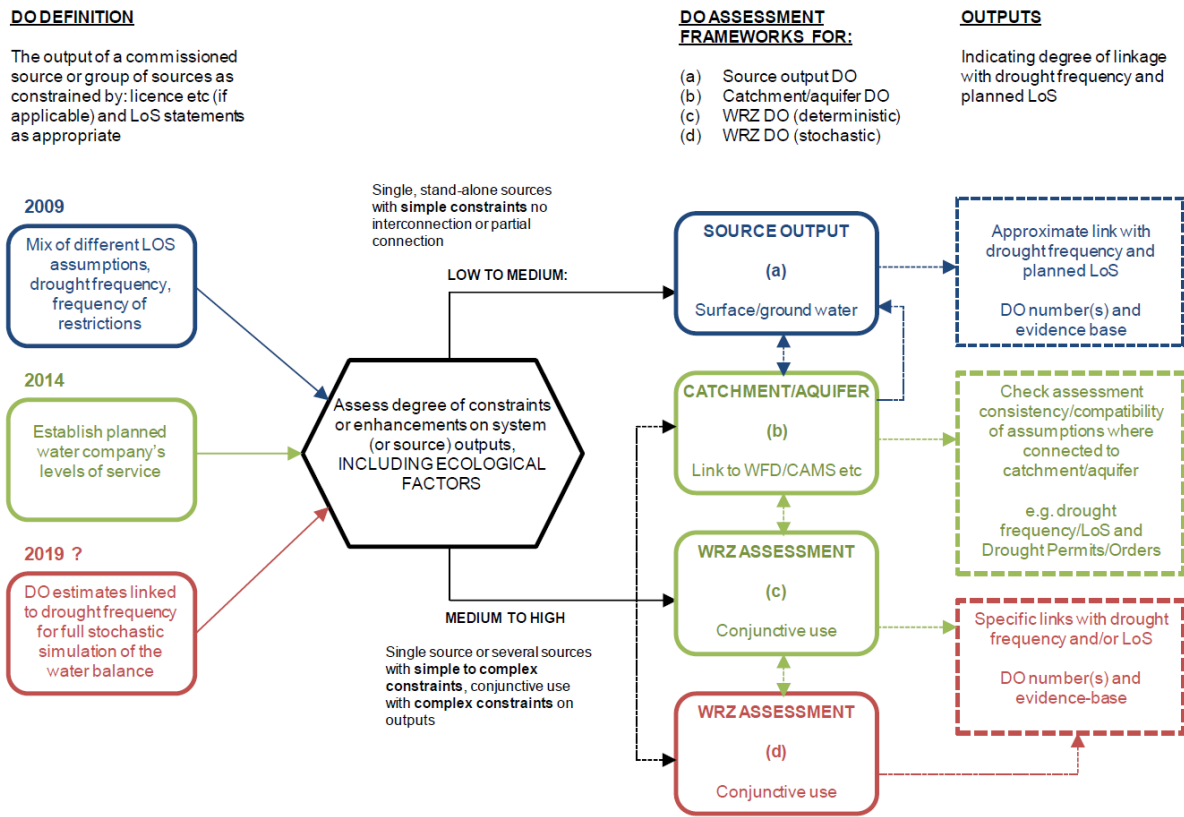 DO DEFINITION
The output of a commissioned
source or group of sources as
constrained by: licence etc (if
applicable) and LoS statements
as appropriate
DO ASSESSMENT
FRAMEWORKS FOR:
(a) Source output DO
(b) Catchment/aquifer DO
(c) WRZ DO (deterministic)
(d) WRZ DO (stochastic)
OUTPUTS
Indicating degree of linkage
with drought frequency and
planned LoS
2009
Mix of different LOS
assumptions,
drought frequency,
frequency of
restrictions
2014
Establish planned
water company's
levels of service
2019 ?
DO estimates linked
to drought frequency
for full stochastic
simulation of the
water balance
Single, stand-alone sources
with simple constraints no
interconnection or partial
connection
LOW TO MEDIUM:
Assess degree of constraints
or enhancements on system
(or source) outputs,
INCLUDING ECOLOGICAL
FACTORS
MEDIUM TO HIGH
Single source or several sources
with simple to complex
constraints, conjunctive use
with complex constraints on
outputs
SOURCE OUTPUT
(a)
Surface/ground water
CATCHMENT/AQUIFER
(b)
Link to WFD/CAMS etc
WRZ ASSESSMENT
(c)
Conjunctive use
WRZ ASSESSMENT
(d)
Conjunctive use
Approximate link with
drought frequency and
planned LoS
DO number(s) and
evidence base
Check assessment
consistency/compatibility
of assumptions where
connected to
catchment/aquifer
e.g. drought
frequency/LoS and
Drought Permits/Orders
Specific links with drought
frequency and/or LoS
DO number(s) and
evidence-base